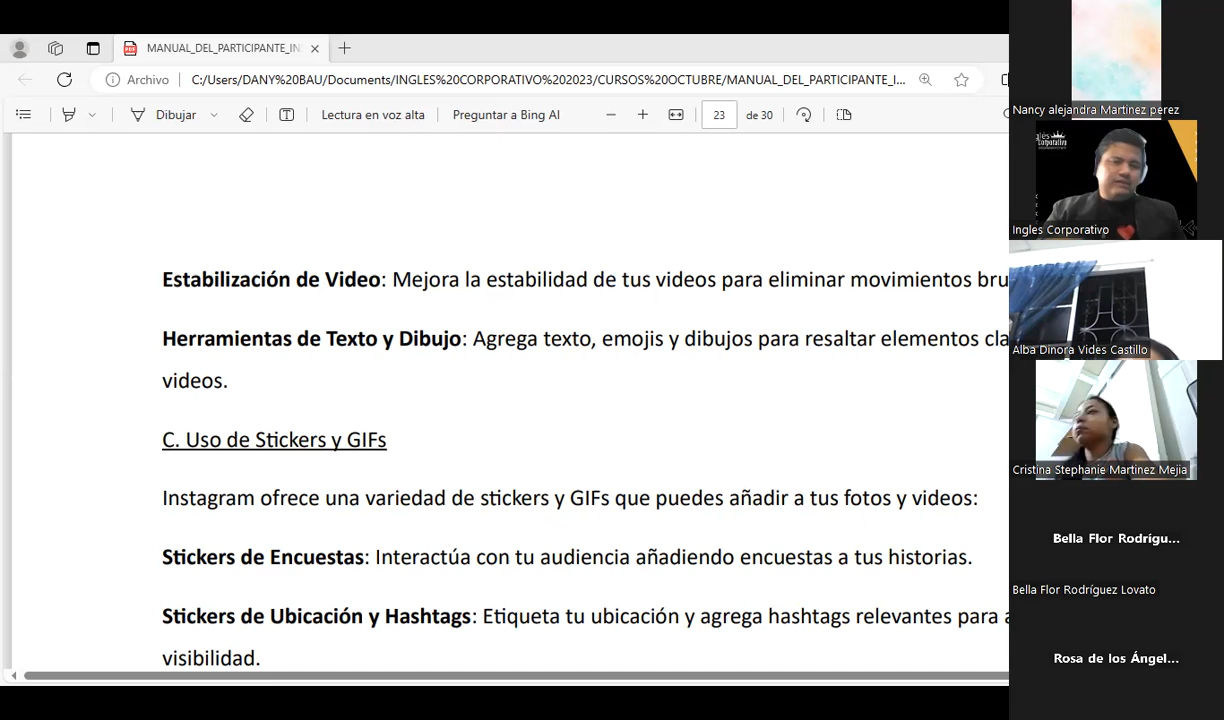 MANUAL_DEL_PARTICIPANTE_IN
Archivo
C:/Users/DANY%20BAU/Documents/INGLES%20CORPORATIVO%202023/CURSOS%20OCTUBRE/MANUAL_DEL_PARTICIPANTE_I...
Dibujar
Lectura en voz alta
Preguntar a Bing AI
23
de 30
Estabilización de Video: Mejora la estabilidad de tus videos para eliminar movimientos bru
Herramientas de Texto y Dibujo: Agrega texto, emojis y dibujos para resaltar elementos cla
videos.
C. Uso de Stickers y GIFs
Instagram ofrece una variedad de stickers y GIFs que puedes añadir a tus fotos y videos:
Stickers de Encuestas: Interactúa con tu audiencia añadiendo encuestas a tus historias.
Stickers de Ubicación y Hashtags: Etiqueta tu ubicación y agrega hashtags relevantes para a
visibilidad.
Nancy alejandra Martinez perez
Ingles Corporativo
Alba Dinora Vides Castillo
Cristina Stephanie Martinez Mejia
Bella Flor Rodrígu...
Bella Flor Rodríguez Lovato
Rosa de los Ángel...